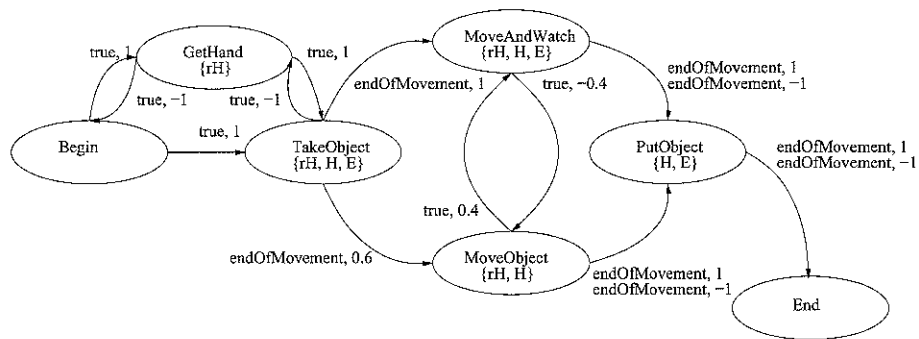 GetHand
{rH}
true, 1
true, −1
true, 1
true, −1
Begin
true, 1
TakeObject
{rH, H, E}
endOfMovement, 1
endOfMovement, 0.6
MoveAndWatch
{rH, H, E}
true, −0.4
true, 0.4
MoveObject
{rH, H}
endOfMovement, 1
endOfMovement, −1
endOfMovement, 1
endOfMovement, −1
PutObject
{H, E}
endOfMovement, 1
endOfMovement, −1
End